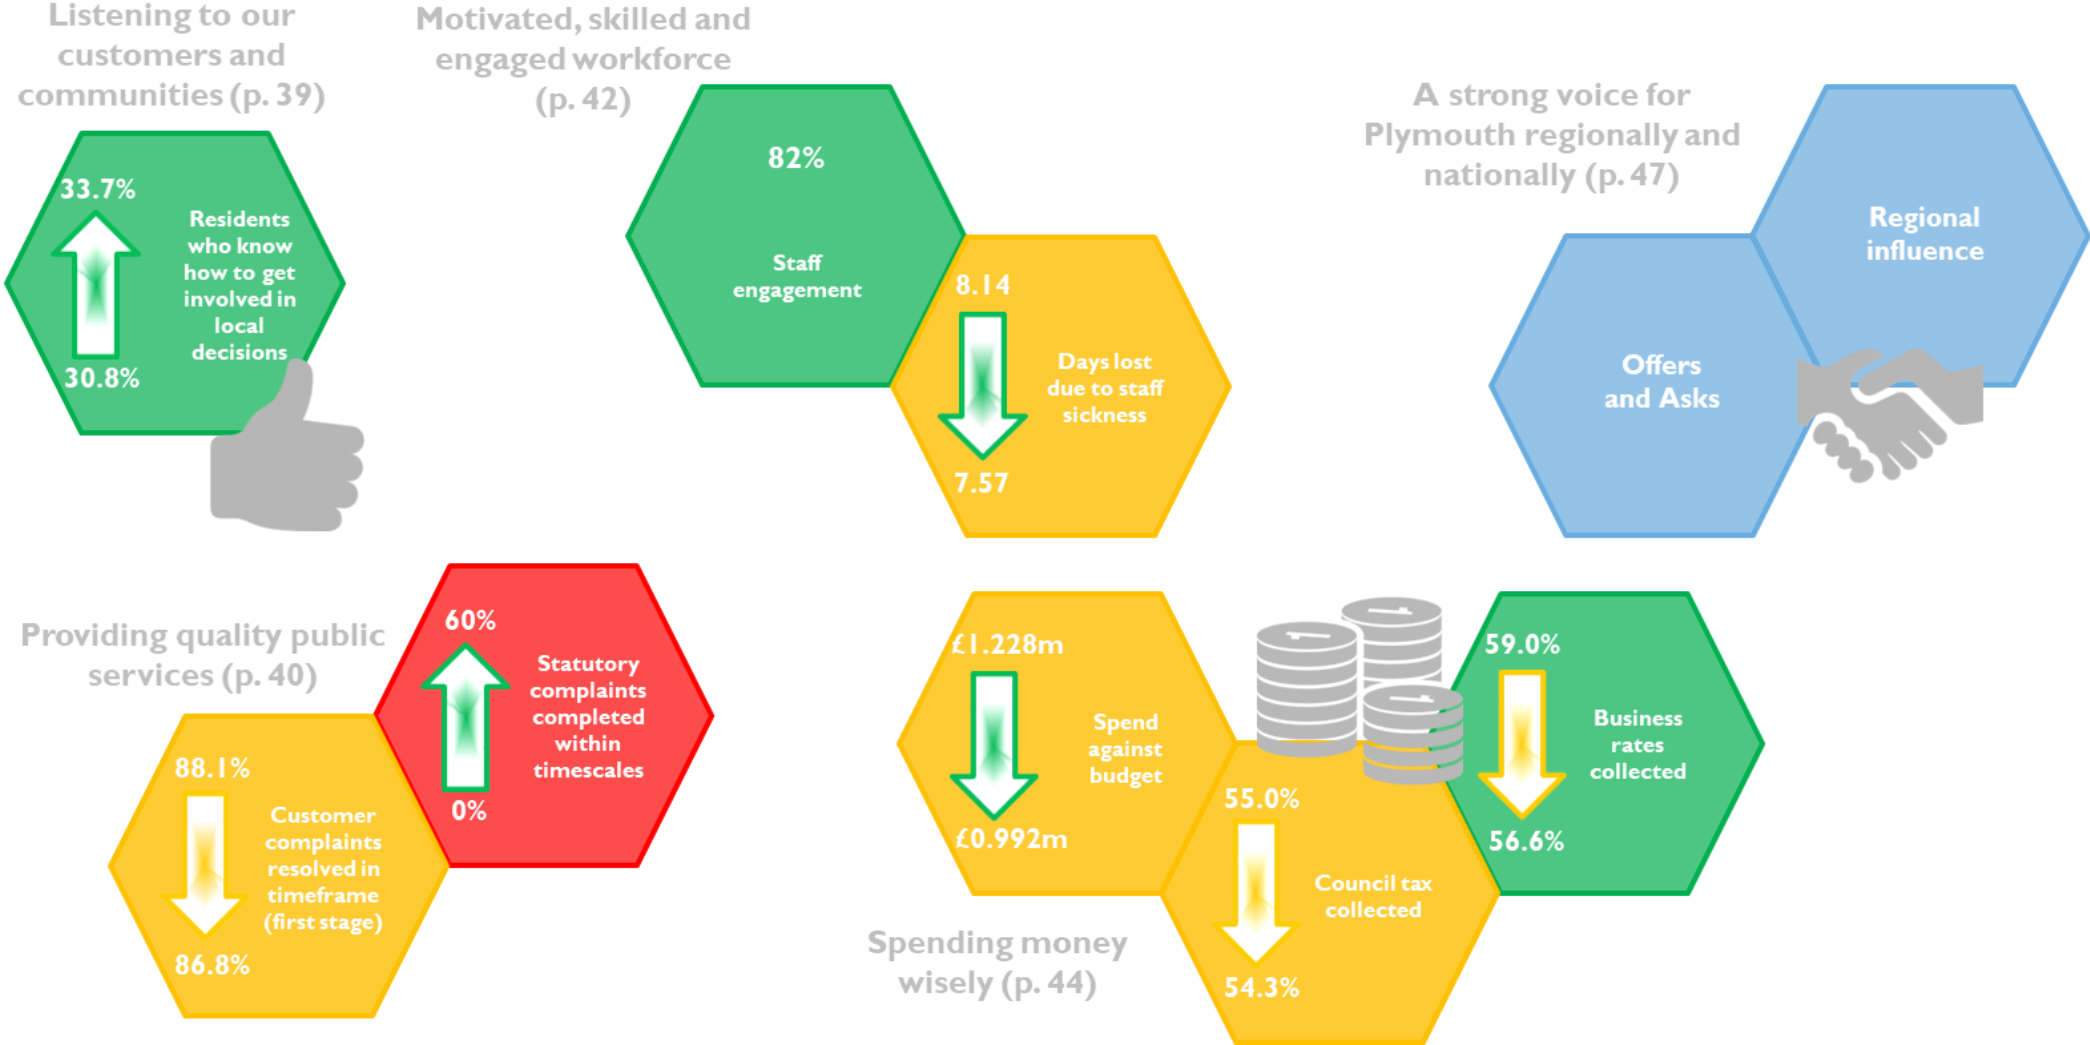 Listening to our
customers and
communities (p. 39)
33.7%
Residents
who know
how to get
involved in
local
decisions
30.8%
Motivated, skilled and
engaged workforce
(p. 42)
82%
Staff
engagement
8.14
Days lost
due to staff
sickness
7.57
A strong voice for
Plymouth regionally and
nationally (p. 47)
Regional
influence
Offers
and Asks
Providing quality public
services (p. 40)
60%
Statutory
complaints
completed
within
timescales
0%
88.1%
Customer
complaints
resolved in
timeframe
(first stage)
86.8%
£1.228m
Spend
against
budget
£0.992m
55.0%
Council tax
collected
54.3%
59.0%
Business
rates
collected
56.6%
Spending money
wisely (p. 44)